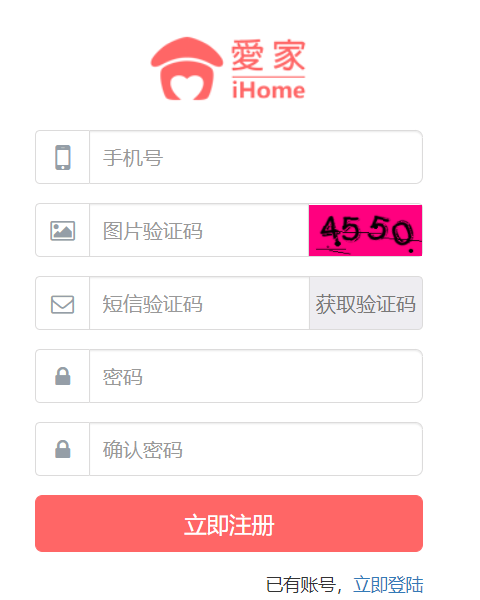 愛家
iHome
手机号
图片验证码 4550
短信验证码 获取验证码
密码
确认密码
立即注册
已有账号，立即登陆